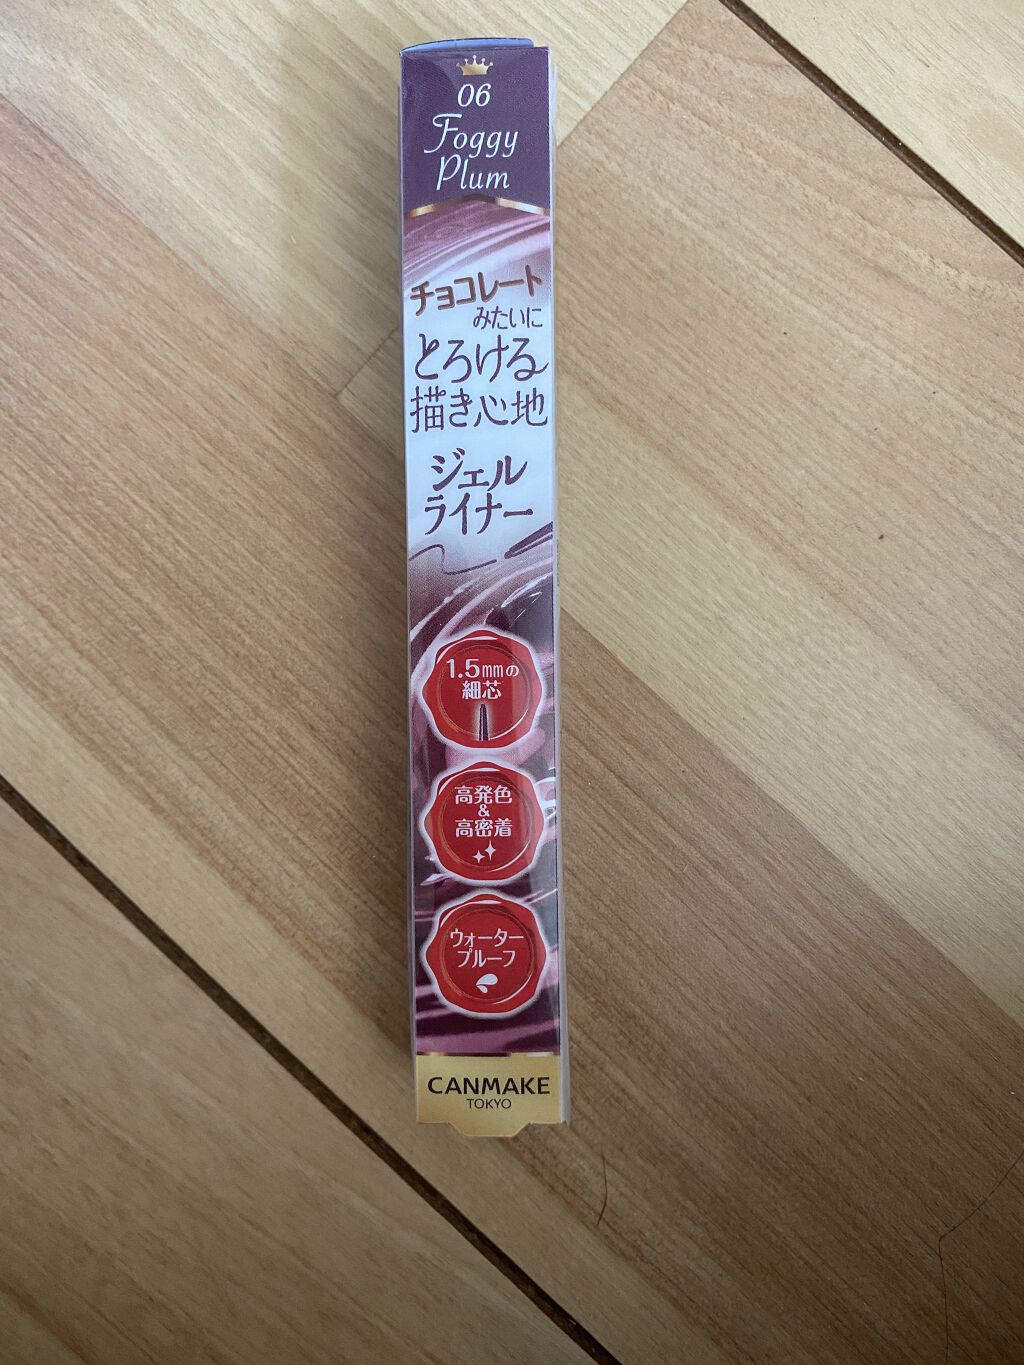 06
Foggy
Plum
チョコレート
みたいに
とろける
描き心地
ジェル
ライナー
1.5mmの
細芯
高発色
&
高密着
ウォーター
プルーフ
CANMAKE
TOKYO